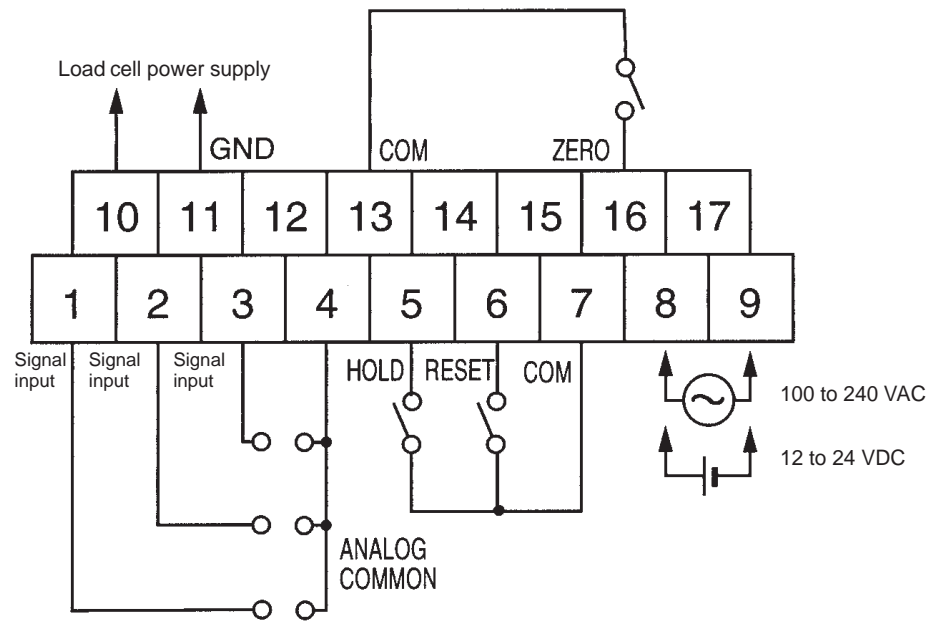 Load cell power supply
GND
COM
ZERO
10 11 12 13 14 15 16 17
1 2 3 4 5 6 7 8 9
Signal input
Signal input
Signal input
HOLD
RESET
COM
100 to 240 VAC
12 to 24 VDC
ANALOG
COMMON